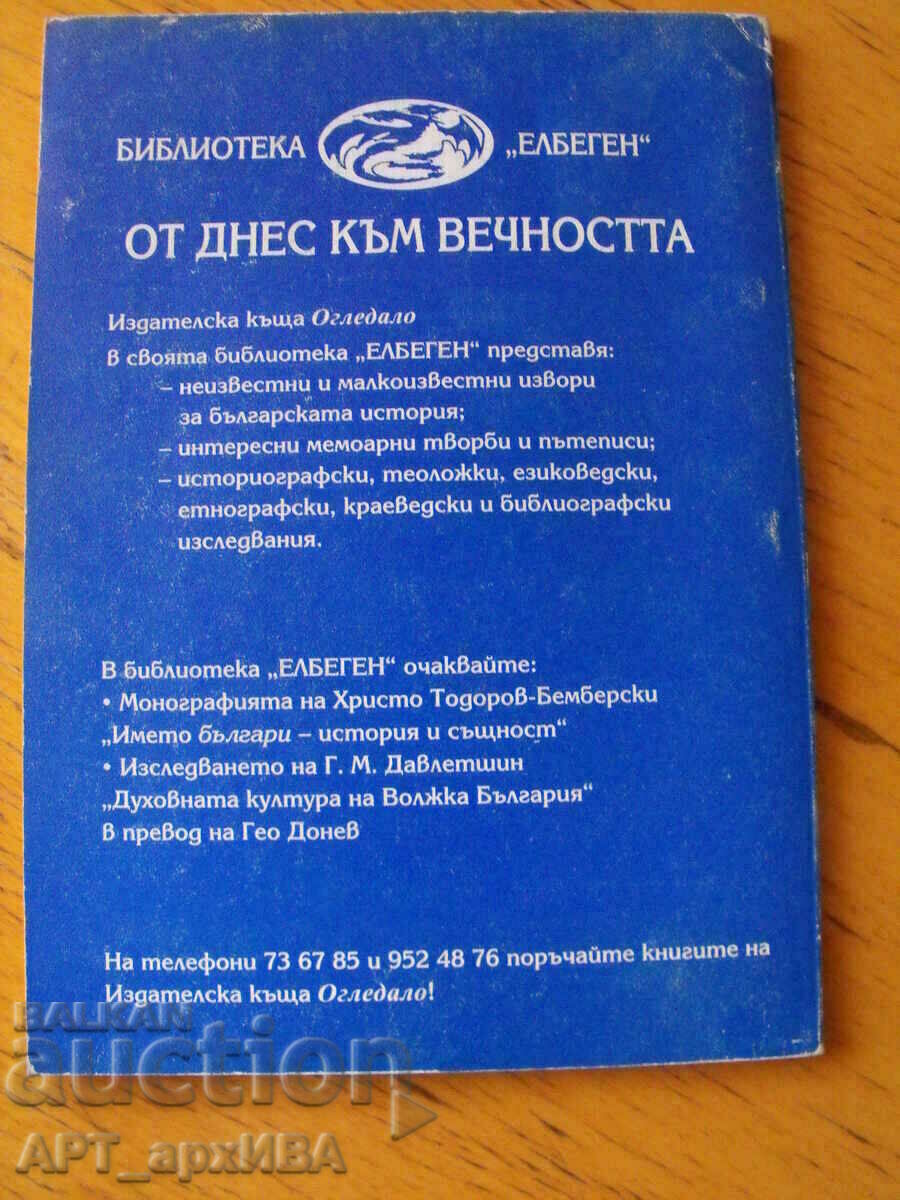 БИБЛИОТЕКА „ЕЛБЕГЕН“
ОТ ДНЕС КЪМ ВЕЧНОСТТА
Издателска къща Огледало
в своята библиотека „ЕЛБЕГЕН“ представя:
– неизвестни и малкоизвестни извори
за българската история;
– интересни мемоарни творби и пътеписи;
– историографски, теоложки, езиковедски,
етнографски, краеведски и библиографски
изследвания.
В библиотека „ЕЛБЕГЕН“ очаквайте:
• Монографията на Христо Тодоров-Бемберски
„Името българи – история и същност“
• Изследването на Г. М. Давлетшин
„Духовната култура на Волжка България“
в превод на Гео Донев
На телефони 73 67 85 и 952 48 76 поръчайте книгите на
Издателска къща Огледало!
BALKAN
auction
АРТ_архИВА